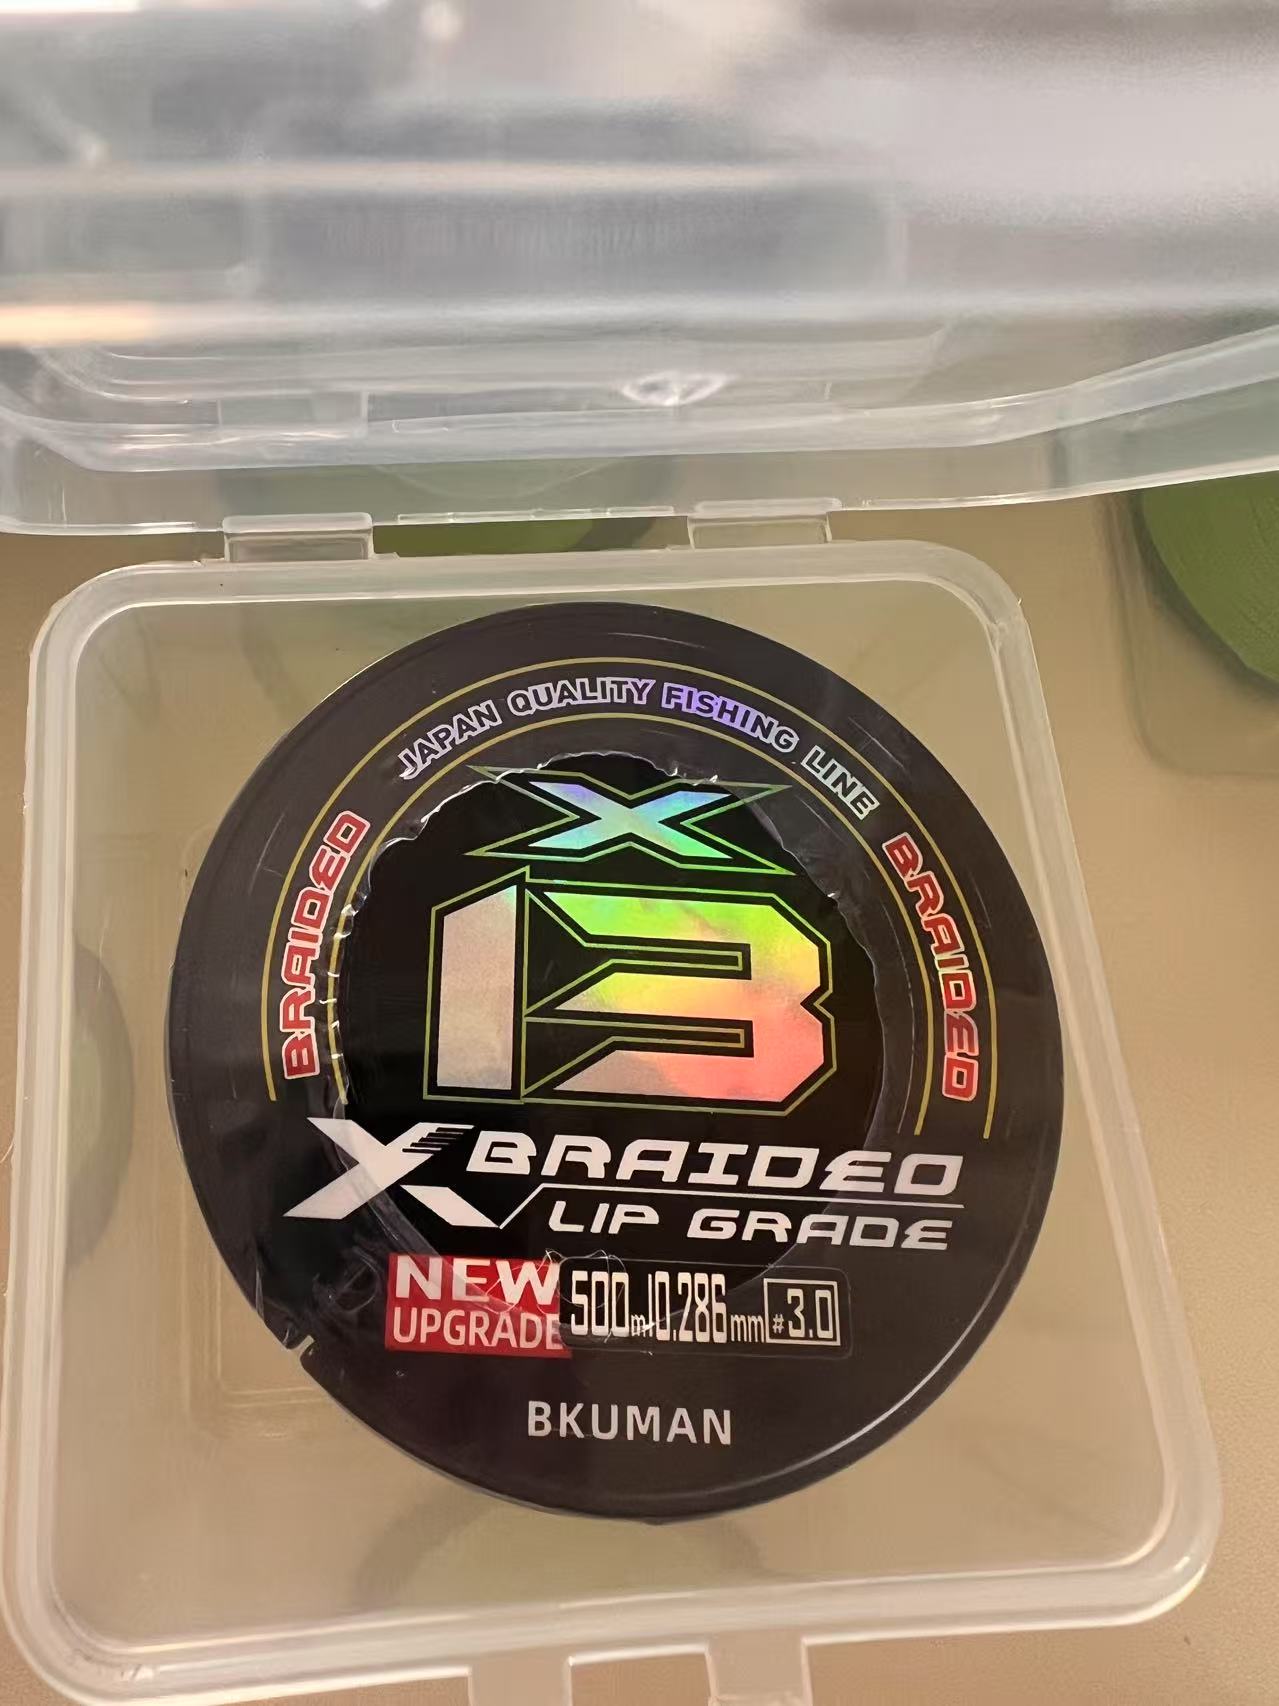 JAPAN QUALITY FISHING LINE
BRAIDED
BRAIDED
X
13
X BRAIDED
LIP GRADE
NEW
UPGRADE
500m/0.286mm #3.0
BKUMAN